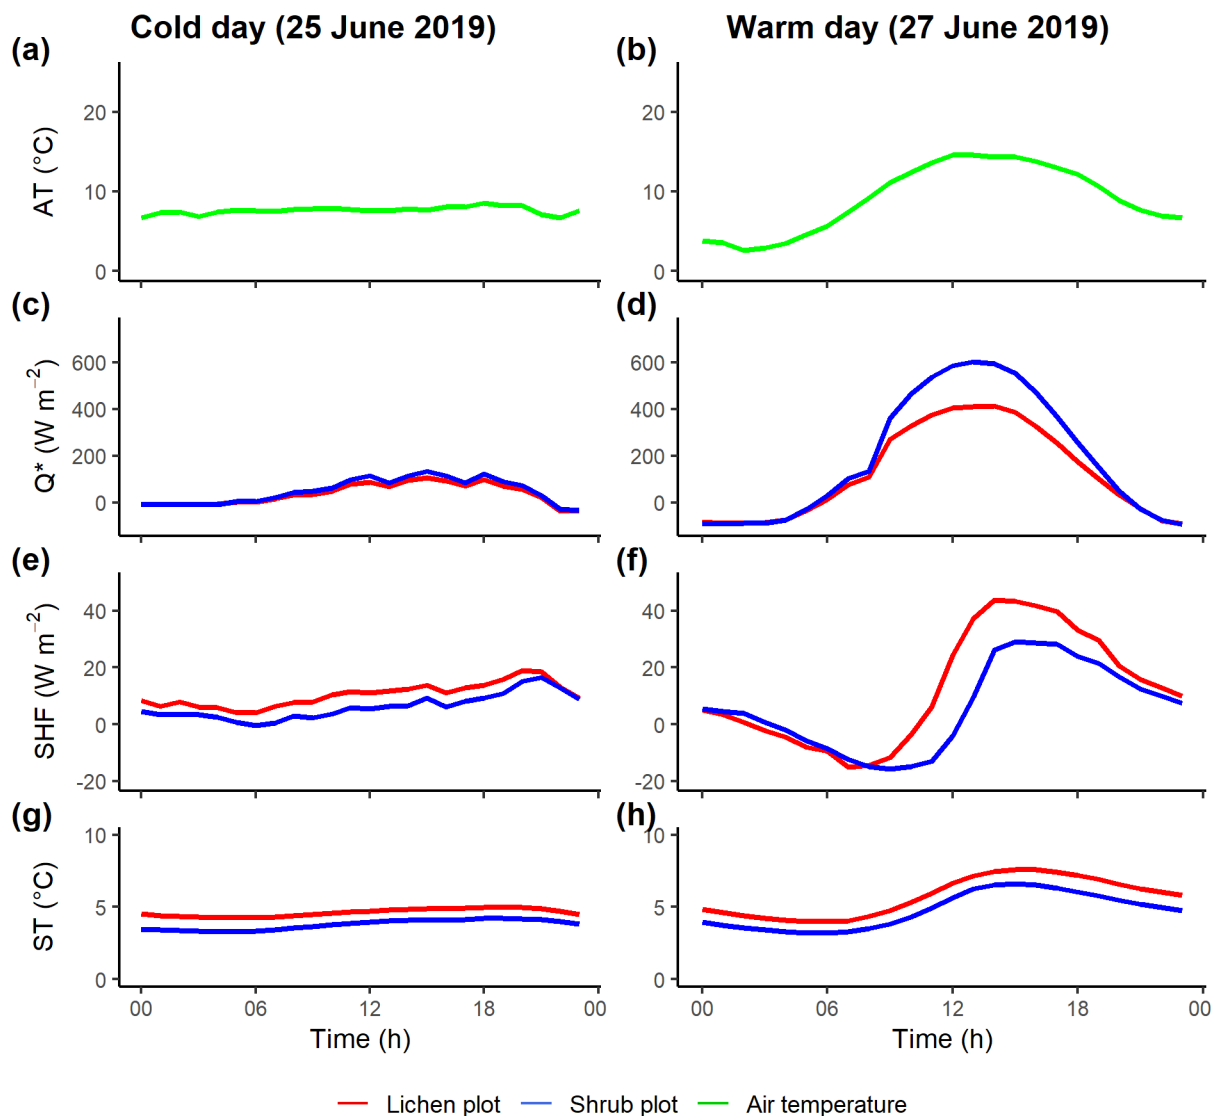 Cold day (25 June 2019)
Warm day (27 June 2019)
(a)
AT (°C)
20
10
0
(b)
20
10
0
(c)
Q* (W m⁻²)
600
400
200
0
(d)
600
400
200
0
(e)
SHF (W m⁻²)
40
20
0
-20
(f)
40
20
0
-20
(g)
ST (°C)
10
5
0
00 06 12 18 00
Time (h)
(h)
10
5
0
00 06 12 18 00
Time (h)
Lichen plot Shrub plot Air temperature